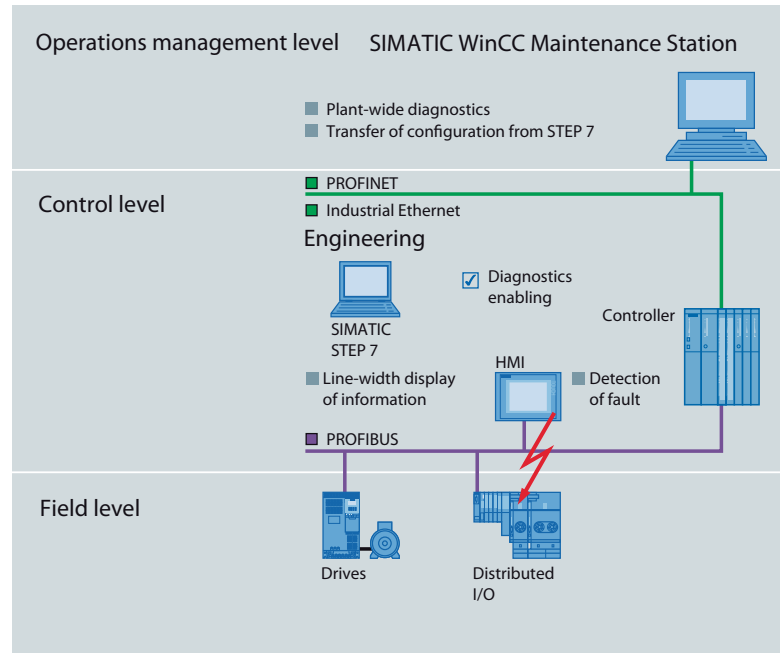 Operations management level
SIMATIC WinCC Maintenance Station
Plant-wide diagnostics
Transfer of configuration from STEP 7
Control level
PROFINET
Industrial Ethernet
Engineering
Diagnostics
enabling
SIMATIC
STEP 7
Controller
HMI
Line-width display
of information
Detection
of fault
PROFIBUS
Field level
Drives
Distributed
I/O